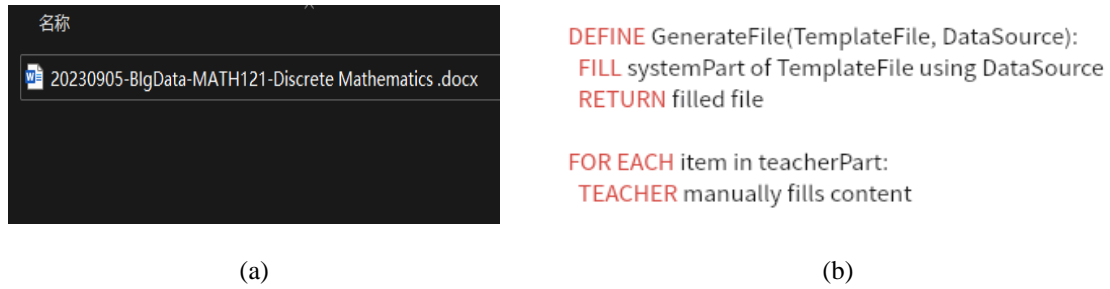 名称
20230905-BIgData-MATH121-Discrete Mathematics .docx
(a)
DEFINE GenerateFile(TemplateFile, DataSource):
FILL systemPart of TemplateFile using DataSource
RETURN filled file
FOR EACH item in teacherPart:
TEACHER manually fills content
(b)